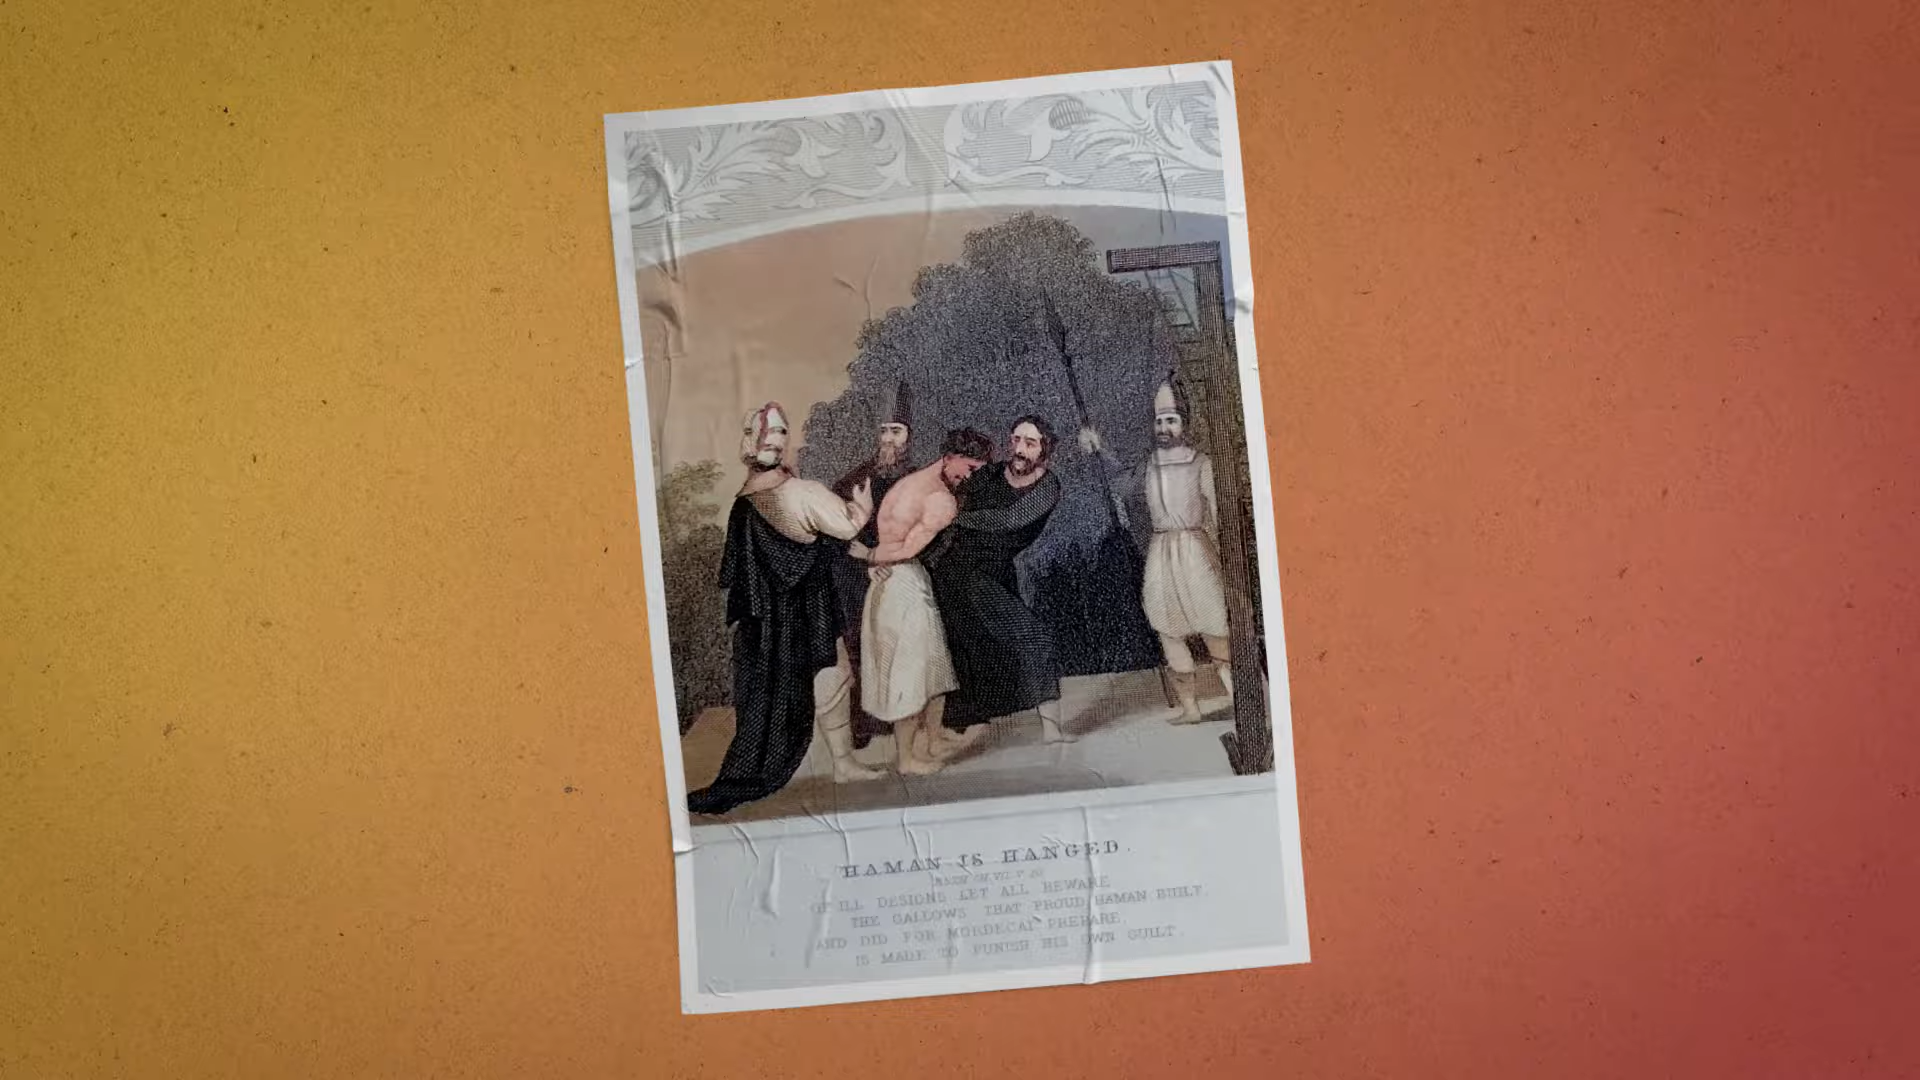 HAMAN IS HANGED.
OF ILL DESIGNS LET ALL BEWARE
THE GALLOWS THAT PROUD HAMAN BUILT,
AND DID FOR MORDECAI PREPARE,
IS MADE TO PUNISH HIS OWN GUILT.